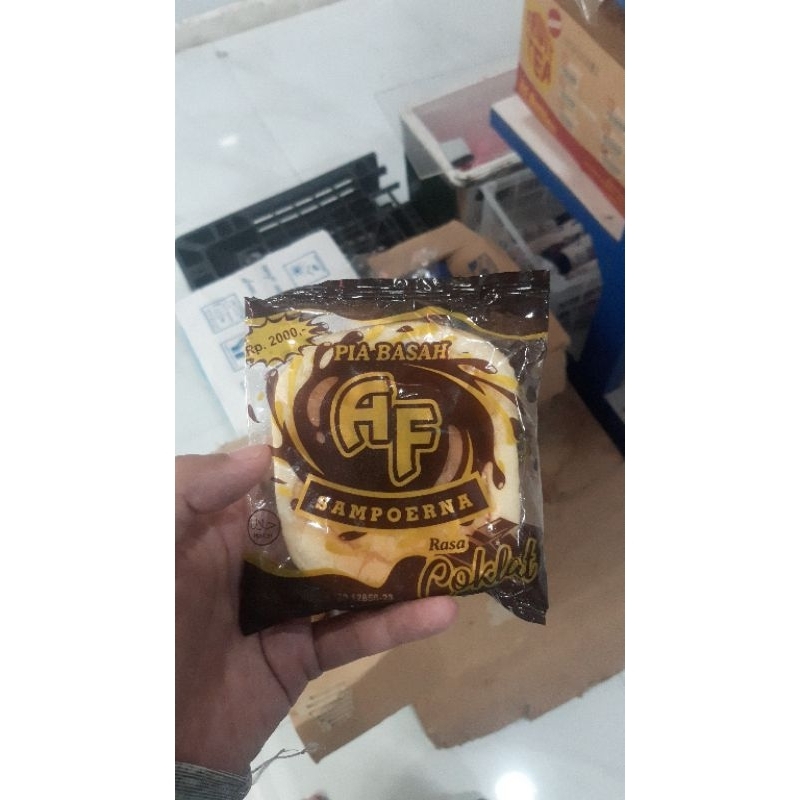 Rp. 2000,-
PIA BASAH
AF
SAMPOERNA
Rasa
Coklat